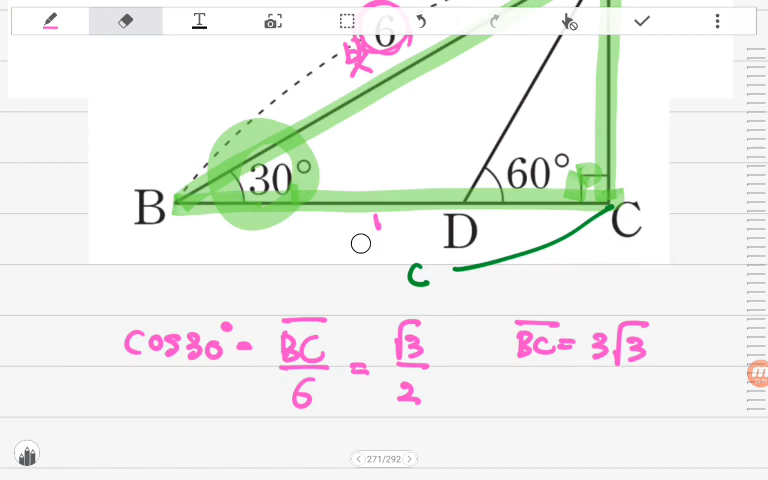 T
6
30°
60°
B
D
C
C
cos30° = BC/6 = √3/2
BC = 3√3
271/292